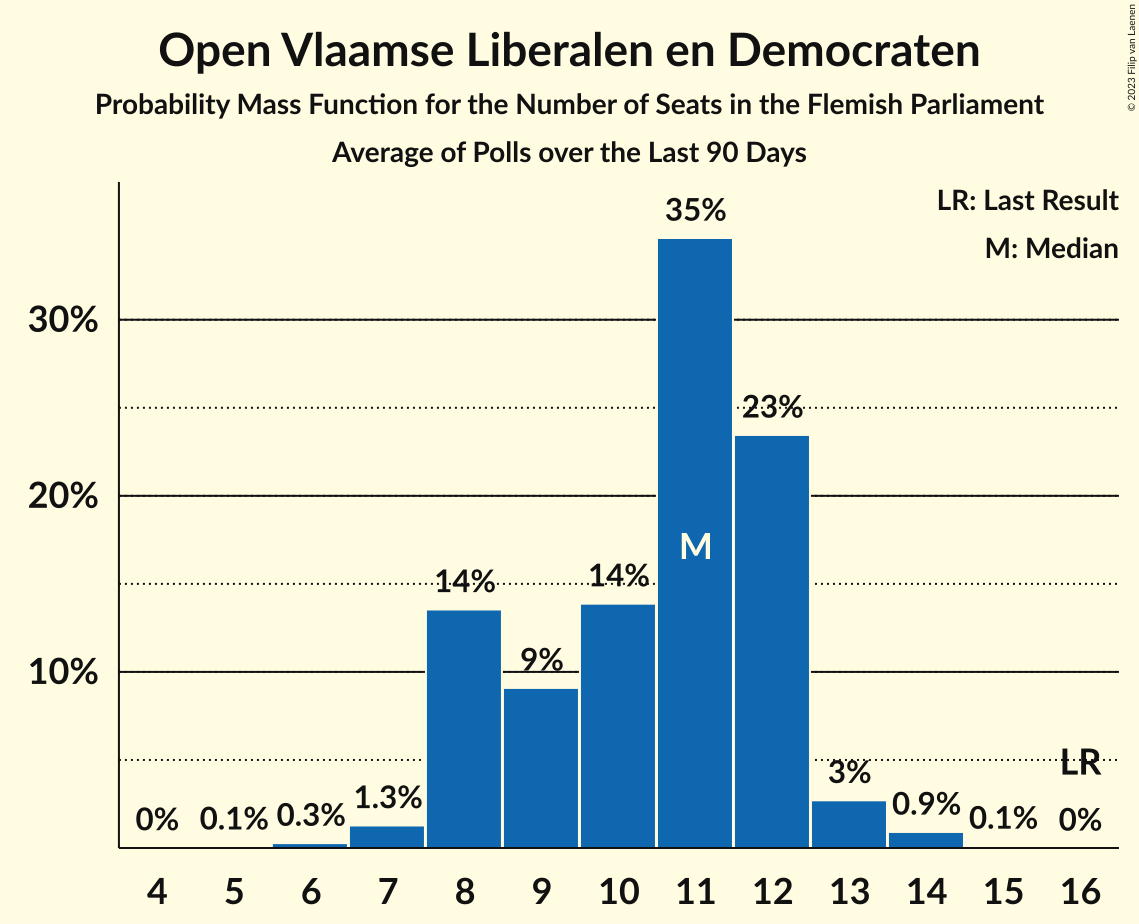 Open Vlaamse Liberalen en Democraten
Probability Mass Function for the Number of Seats in the Flemish Parliament
Average of Polls over the Last 90 Days
© 2023 Filip van Laenen
LR: Last Result
M: Median
30%
20%
10%
0%
0.1%
0.3%
1.3%
14%
9%
14%
35%
23%
3%
0.9%
0.1%
0%
M
LR
4 5 6 7 8 9 10 11 12 13 14 15 16